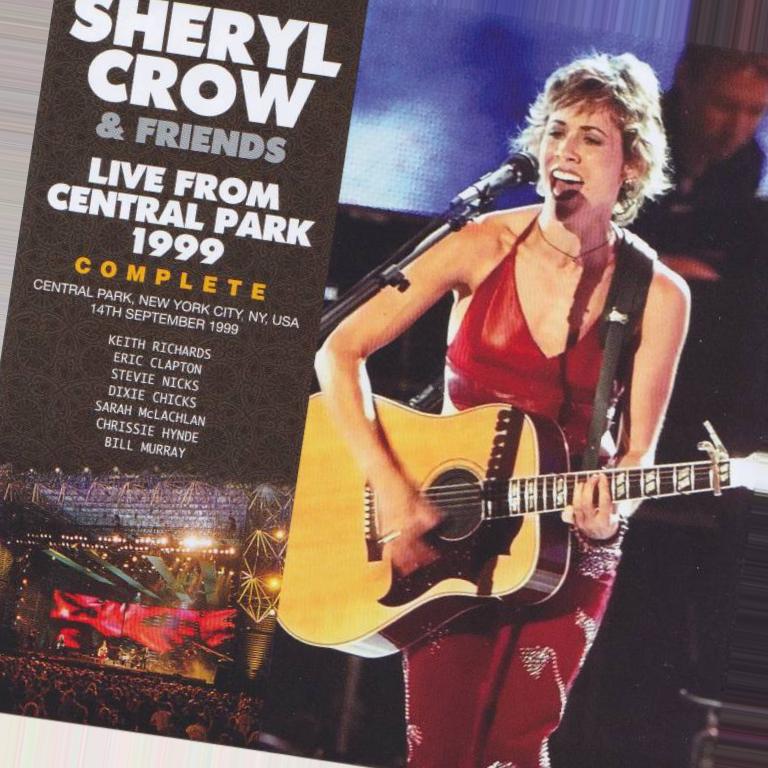 SHERYL
CROW
& FRIENDS
LIVE FROM
CENTRAL PARK
1999
COMPLETE
CENTRAL PARK, NEW YORK CITY, NY, USA
14TH SEPTEMBER 1999
KEITH RICHARDS
ERIC CLAPTON
STEVIE NICKS
DIXIE CHICKS
SARAH McLACHLAN
CHRISSIE HYNDE
BILL MURRAY